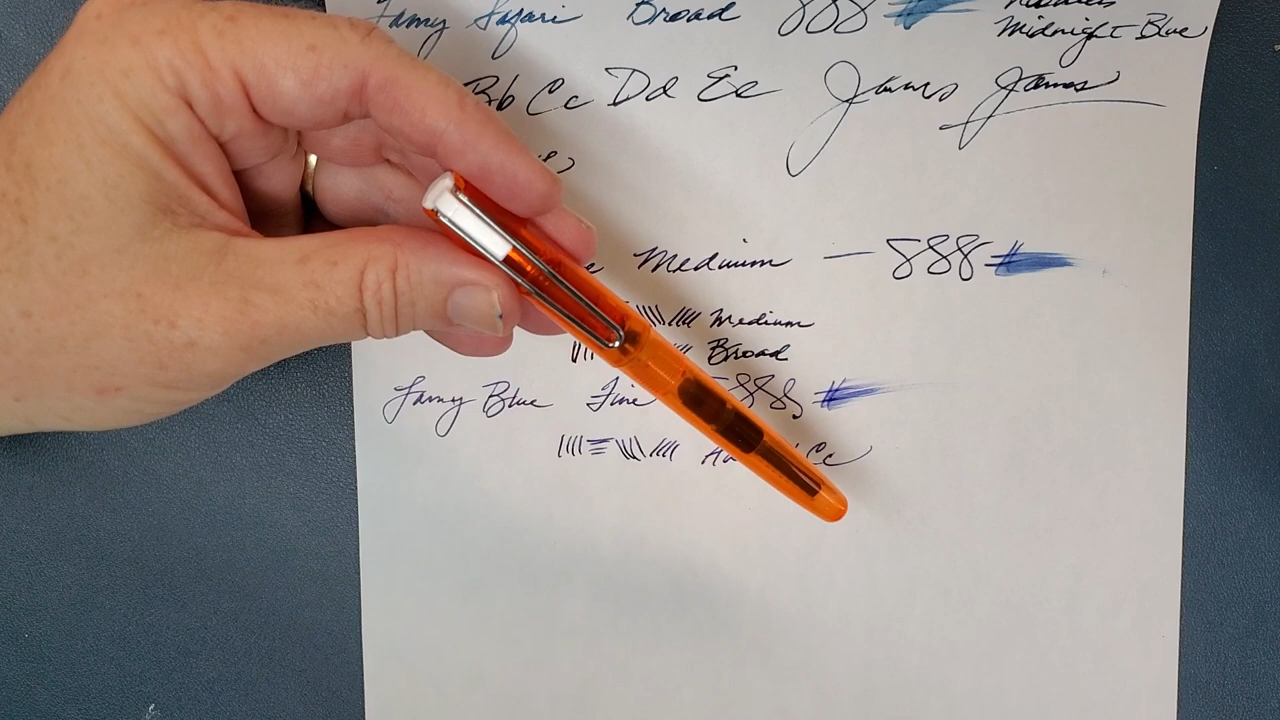 Lamy Safari Broad 888
Midnight Blue
Bb Cc Dd Ee James James
Medium — 888
Medium
Broad
Lamy Blue Fine 888
Cc